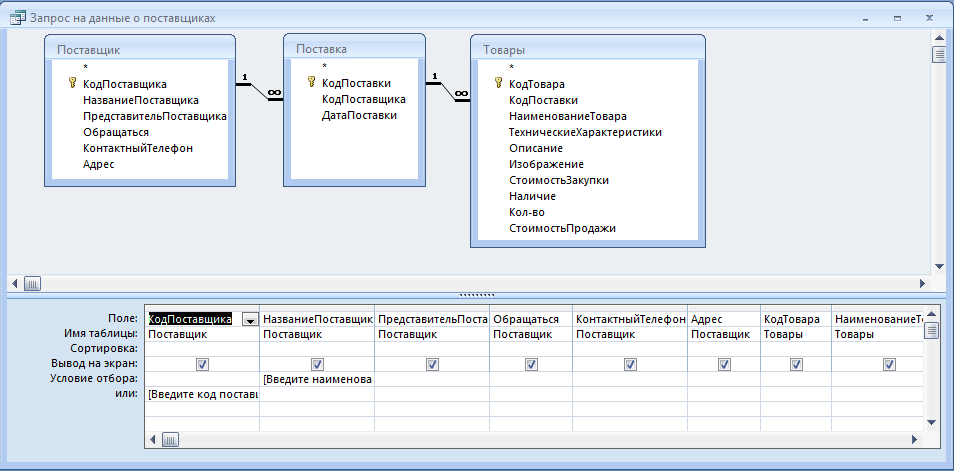 Запрос на данные о поставщиках
Поставщик
*
КодПоставщика
НазваниеПоставщика
ПредставительПоставщика
Обращаться
КонтактныйТелефон
Адрес
1
∞
Поставка
*
КодПоставки
КодПоставщика
ДатаПоставки
1
∞
Товары
*
КодТовара
КодПоставки
НаименованиеТовара
ТехническиеХарактеристики
Описание
Изображение
СтоимостьЗакупки
Наличие
Кол-во
СтоимостьПродажи
Поле: КодПоставщика НазваниеПоставщик ПредставительПоста Обращаться КонтактныйТелефон Адрес КодТовара НаименованиеТо
Имя таблицы: Поставщик Поставщик Поставщик Поставщик Поставщик Поставщик Товары Товары
Сортировка:
Вывод на экран:
Условие отбора: [Введите наименова
или: [Введите код постави